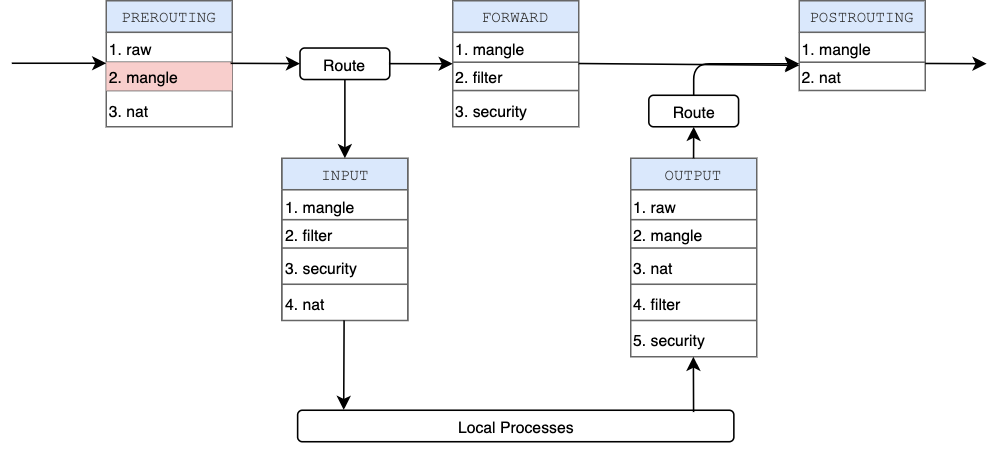 PREROUTING
1. raw
2. mangle
3. nat
Route
FORWARD
1. mangle
2. filter
3. security
POSTROUTING
1. mangle
2. nat
Route
INPUT
1. mangle
2. filter
3. security
4. nat
OUTPUT
1. raw
2. mangle
3. nat
4. filter
5. security
Local Processes